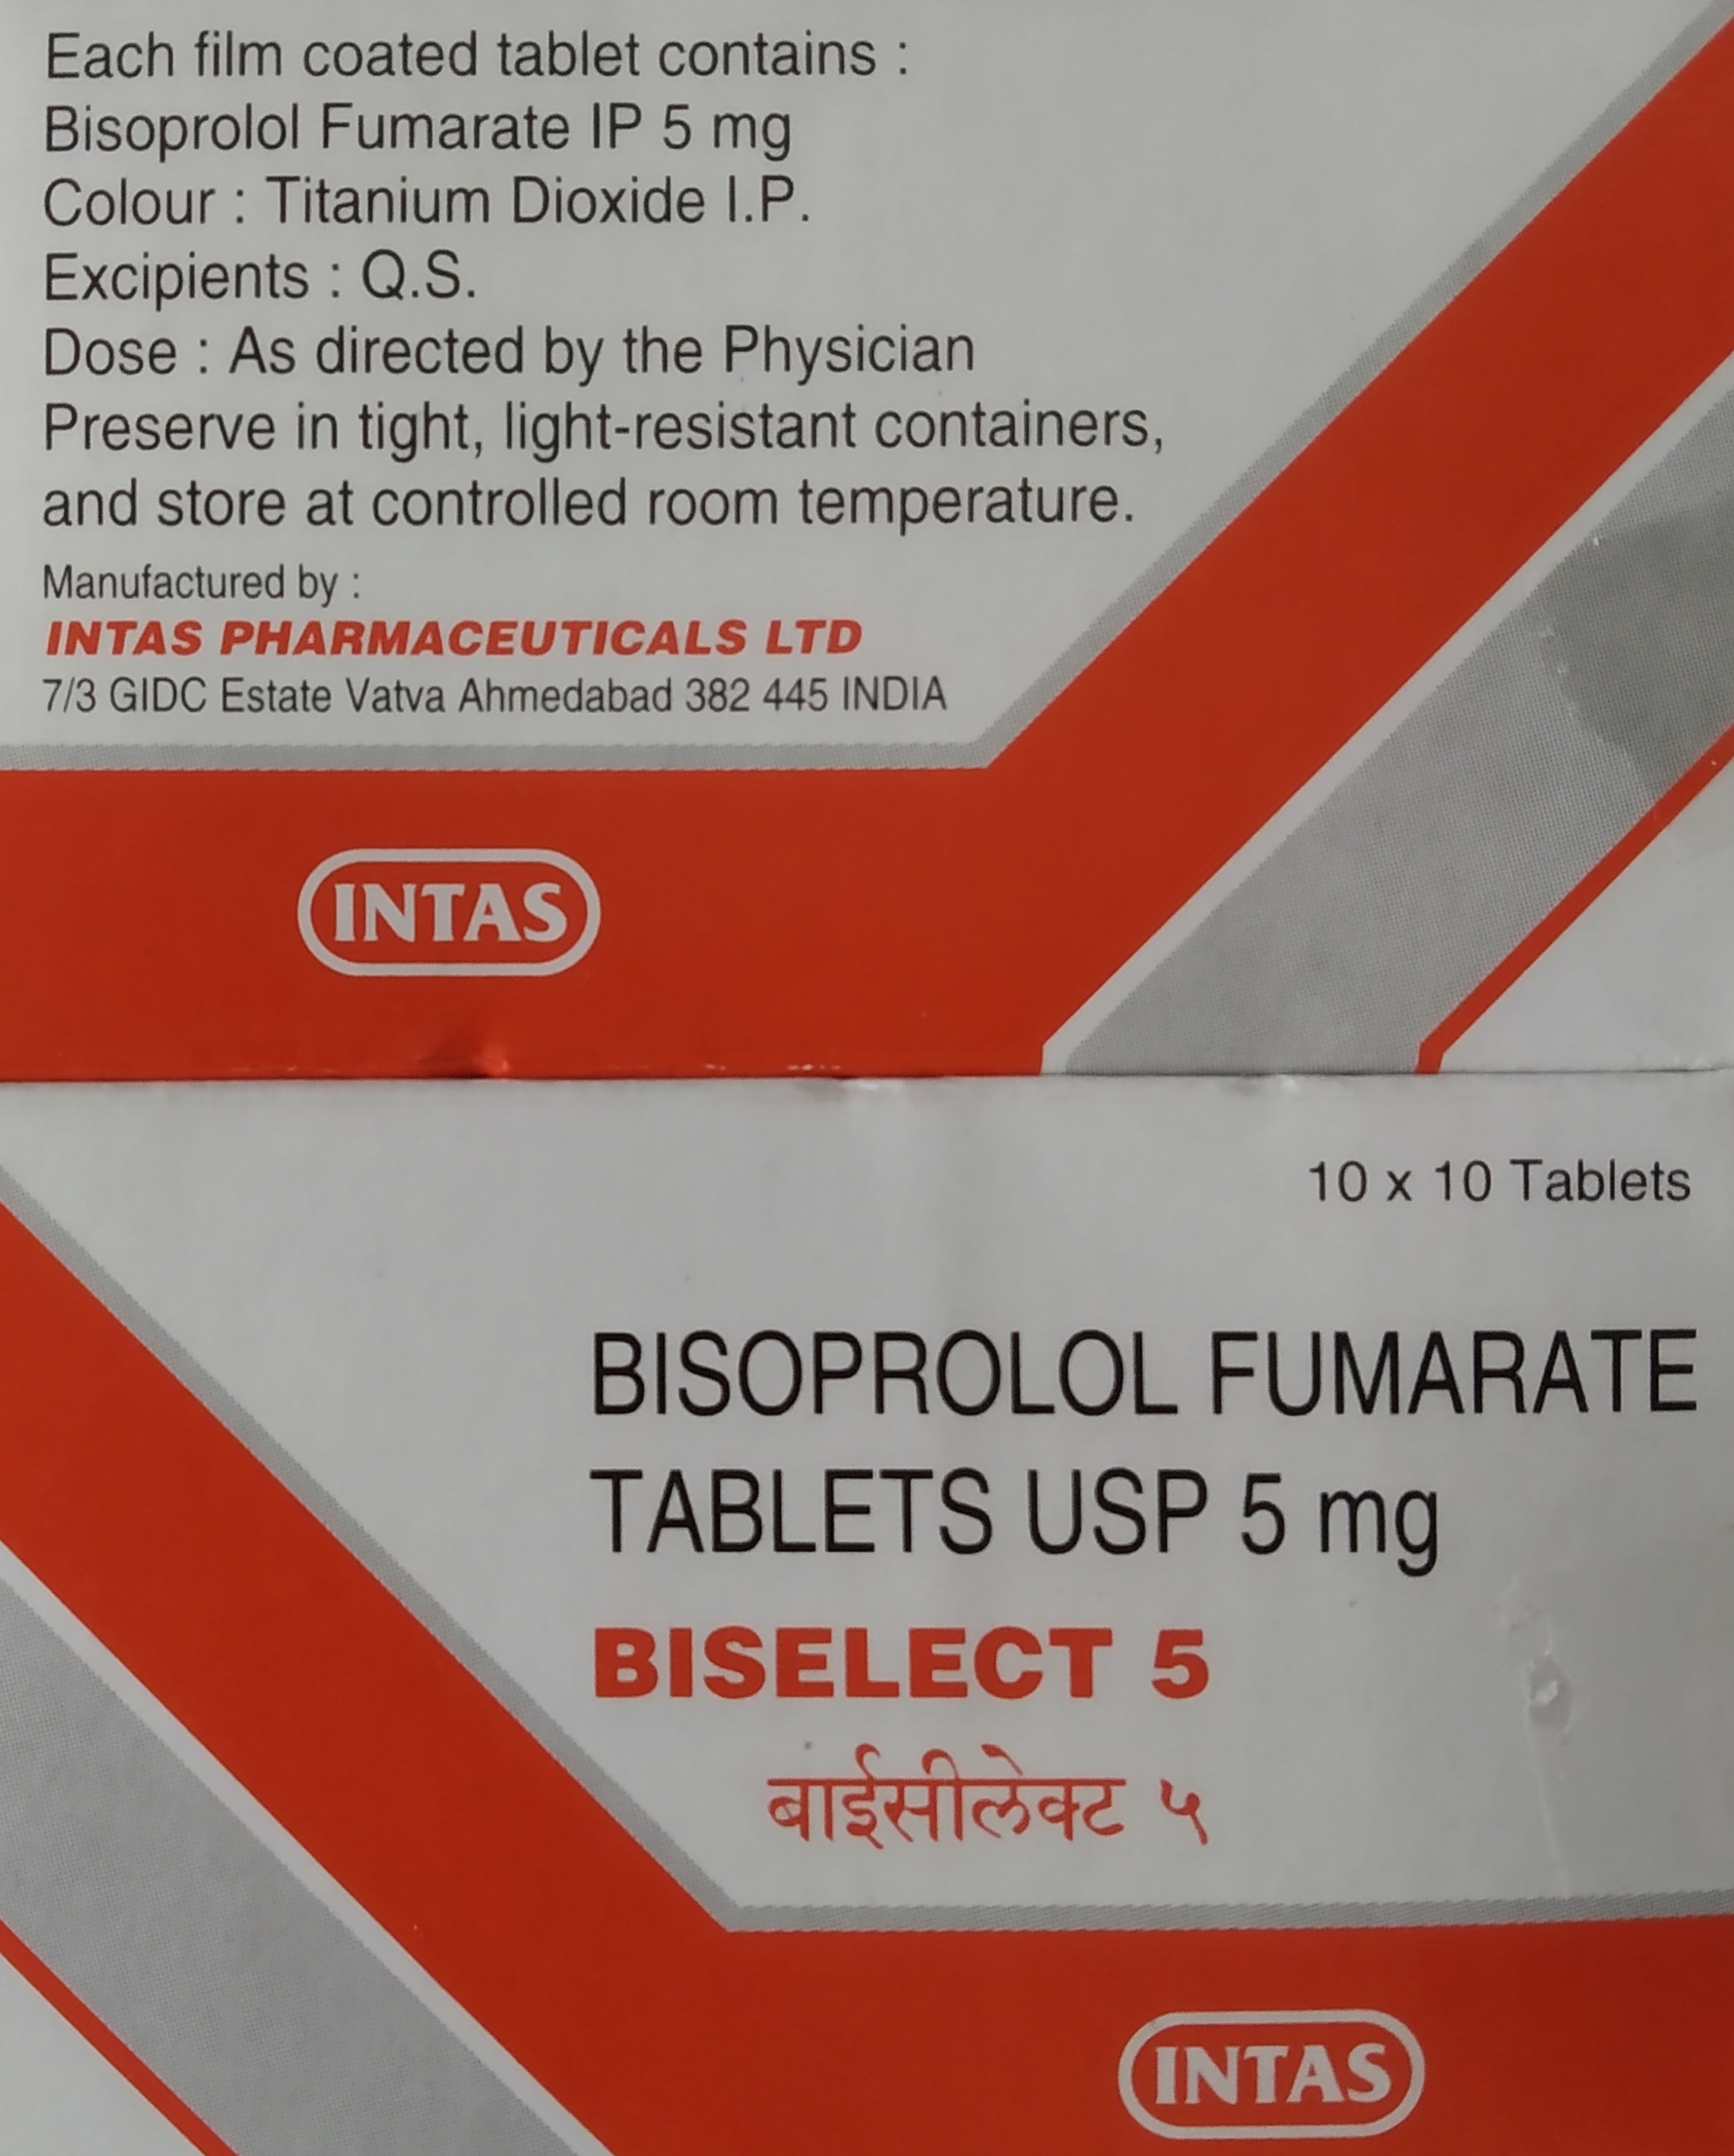 Each film coated tablet contains :
Bisoprolol Fumarate IP 5 mg
Colour : Titanium Dioxide I.P.
Excipients : Q.S.
Dose : As directed by the Physician
Preserve in tight, light-resistant containers,
and store at controlled room temperature.
Manufactured by :
INTAS PHARMACEUTICALS LTD
7/3 GIDC Estate Vatva Ahmedabad 382 445 INDIA
INTAS
10 x 10 Tablets
BISOPROLOL FUMARATE
TABLETS USP 5 mg
BISELECT 5
बाईसीलेक्ट ५
INTAS